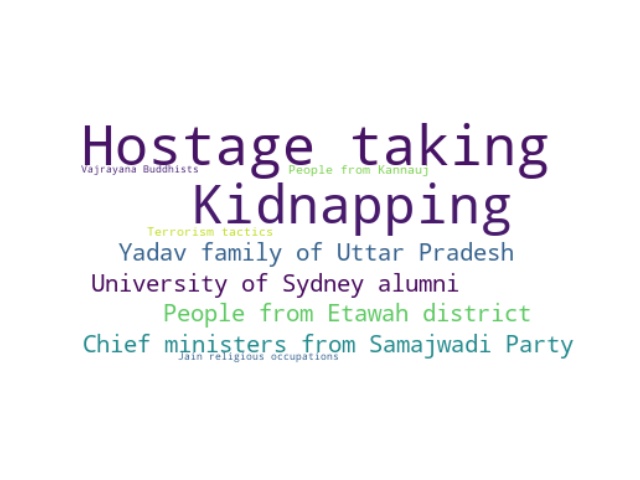 Hostage taking
Vajrayana Buddhists
People from Kannauj
Kidnapping
Terrorism tactics
Yadav family of Uttar Pradesh
University of Sydney alumni
People from Etawah district
Chief ministers from Samajwadi Party
Jain religious occupations